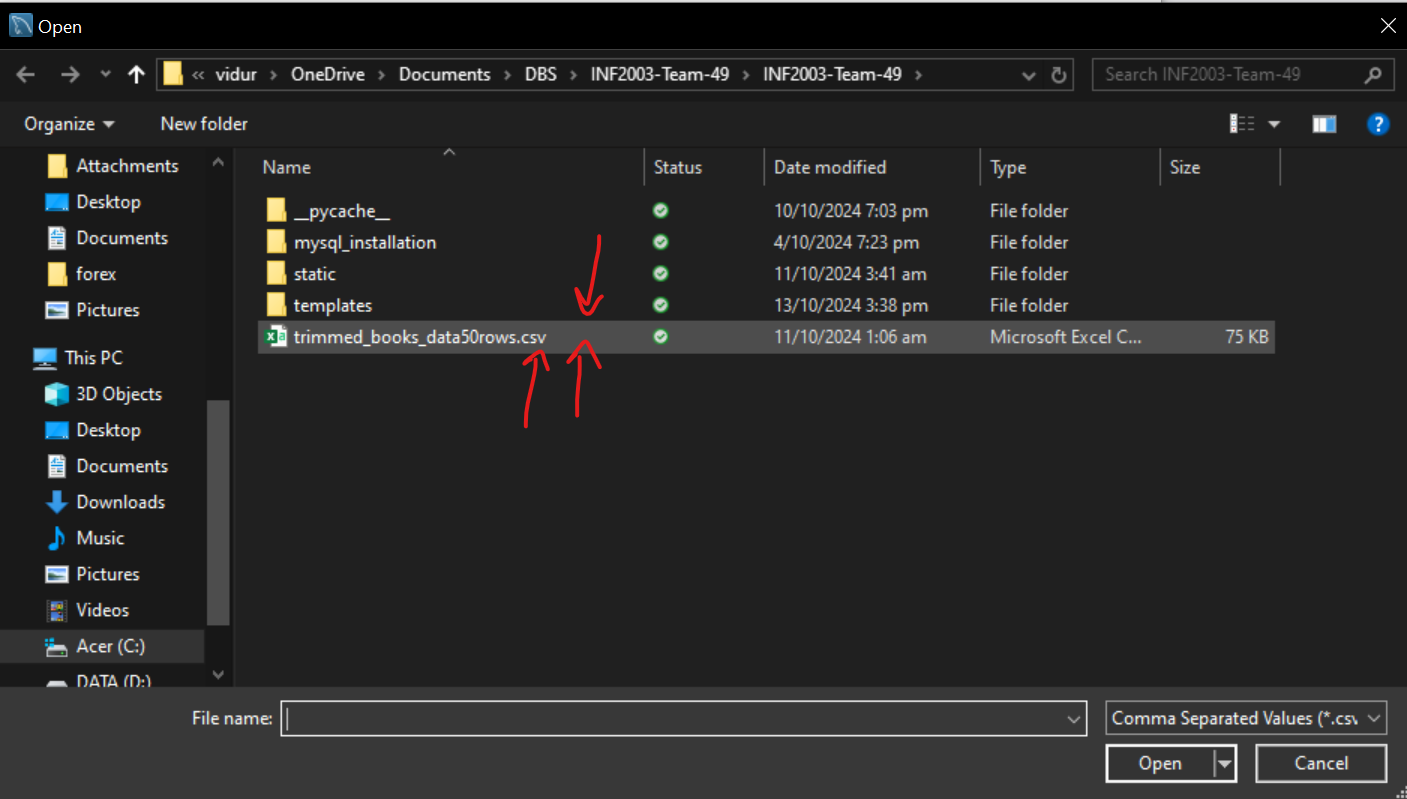 Open
« vidur > OneDrive > Documents > DBS > INF2003-Team-49 > INF2003-Team-49 >
Search INF2003-Team-49
Organize
New folder
?
Attachments
Desktop
Documents
forex
Pictures
This PC
3D Objects
Desktop
Documents
Downloads
Music
Pictures
Videos
Acer (C:)
DATA (D:)
Name Status Date modified Type Size
__pycache__ 10/10/2024 7:03 pm File folder
mysql_installation 4/10/2024 7:23 pm File folder
static 11/10/2024 3:41 am File folder
templates 13/10/2024 3:38 pm File folder
trimmed_books_data50rows.csv 11/10/2024 1:06 am Microsoft Excel C... 75 KB
File name:
Comma Separated Values (*.csv
Open Cancel